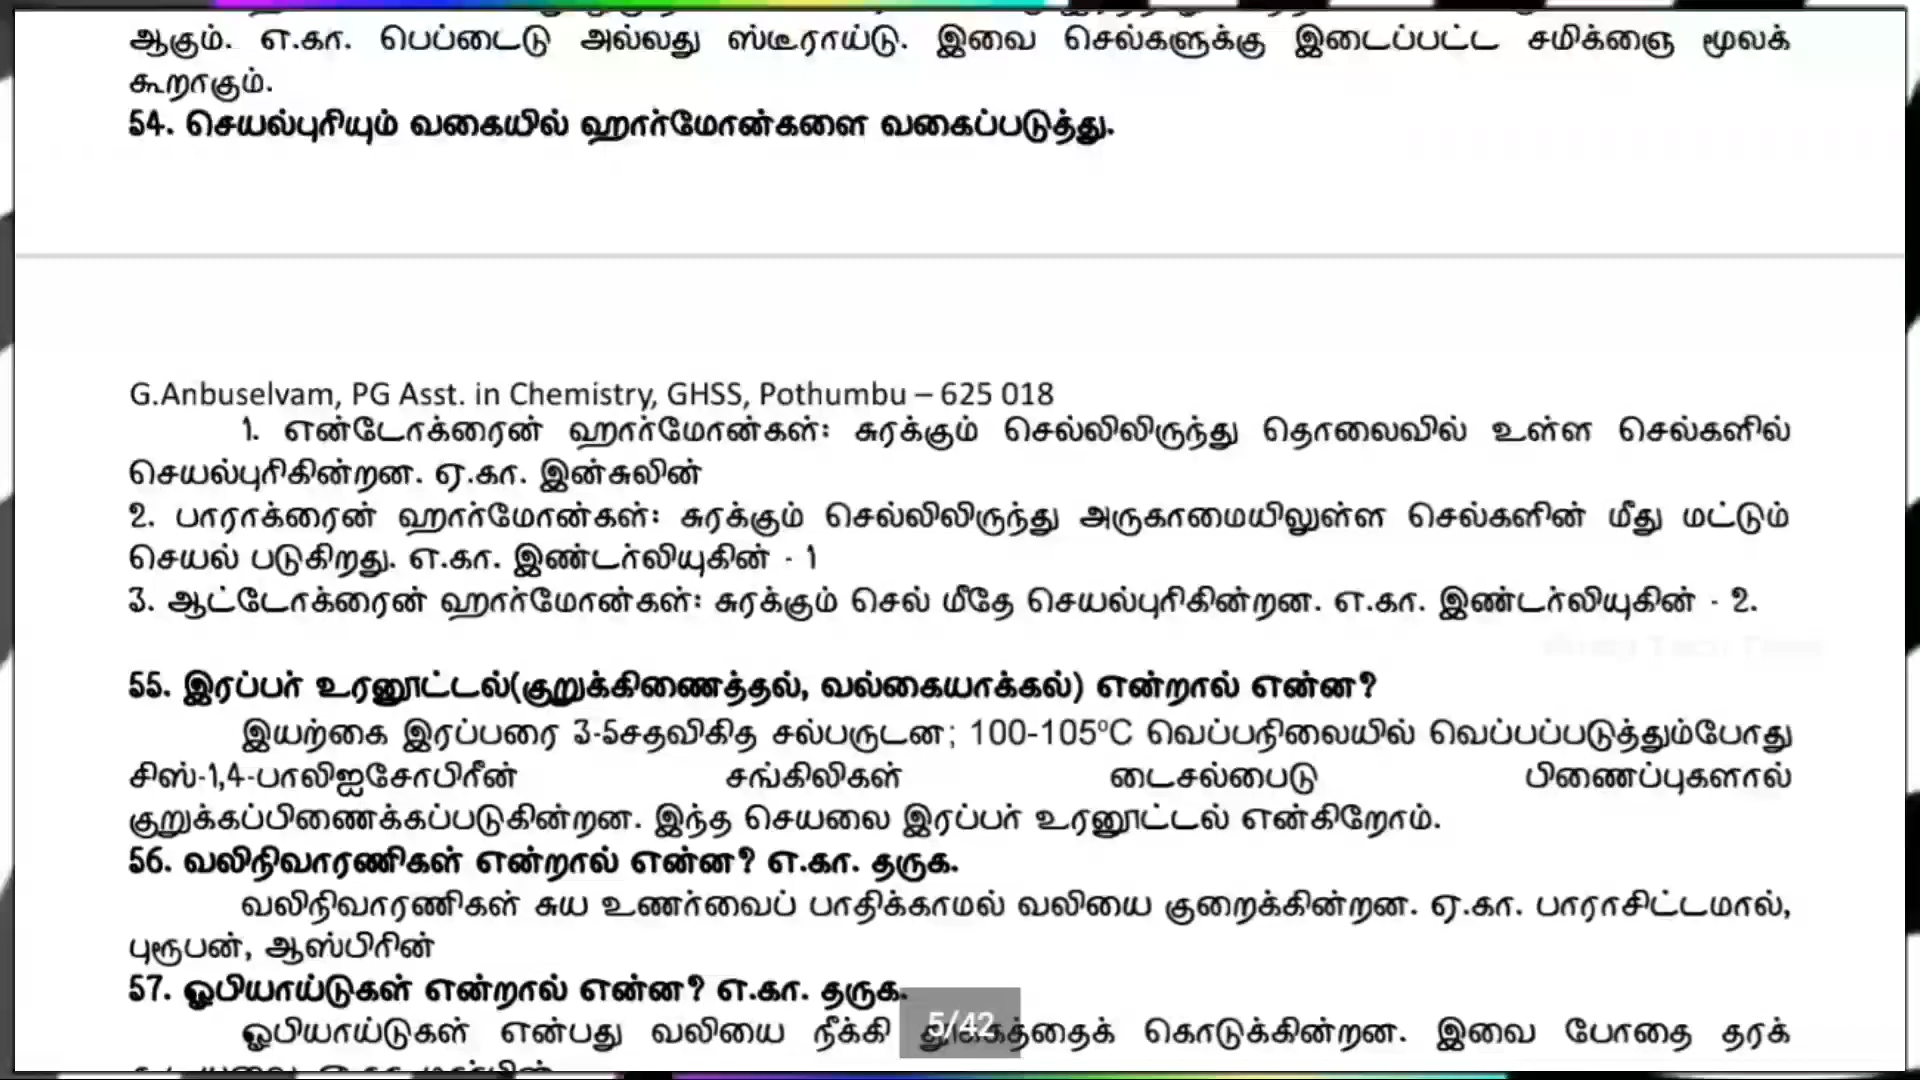 ஆகும். எ.கா. பெப்டைடு அல்லது ஸ்டீராய்டு. இவை செல்களுக்கு இடைப்பட்ட சமிக்ஞை மூலக்
கூறாகும்.
54. செயல்புரியும் வகையில் ஹார்மோன்களை வகைப்படுத்து.
G.Anbuselvam, PG Asst. in Chemistry, GHSS, Pothumbu – 625 018
1. என்டோக்ரைன் ஹார்மோன்கள்: சுரக்கும் செல்லிலிருந்து தொலைவில் உள்ள செல்களில்
செயல்புரிகின்றன. ஏ.கா. இன்சுலின்
2. பாராக்ரைன் ஹார்மோன்கள்: சுரக்கும் செல்லிலிருந்து அருகாமையிலுள்ள செல்களின் மீது மட்டும்
செயல் படுகிறது. எ.கா. இண்டர்லியுகின் - 1
3. ஆட்டோக்ரைன் ஹார்மோன்கள்: சுரக்கும் செல் மீதே செயல்புரிகின்றன. எ.கா. இண்டர்லியுகின் - 2.
55. இரப்பர் உரனூட்டல்(குறுக்கிணைத்தல், வல்கையாக்கல்) என்றால் என்ன?
இயற்கை இரப்பரை 3-5சதவிகித சல்பருடன; 100-105ºC வெப்பநிலையில் வெப்பப்படுத்தும்போது
சிஸ்-1,4-பாலிஐசோபிரீன் சங்கிலிகள் டைசல்பைடு பிணைப்புகளால்
குறுக்கப்பிணைக்கப்படுகின்றன. இந்த செயலை இரப்பர் உரனூட்டல் என்கிறோம்.
56. வலிநிவாரணிகள் என்றால் என்ன? எ.கா. தருக.
வலிநிவாரணிகள் சுய உணர்வைப் பாதிக்காமல் வலியை குறைக்கின்றன. ஏ.கா. பாராசிட்டமால்,
புரூபன், ஆஸ்பிரின்
57. ஓபியாய்டுகள் என்றால் என்ன? எ.கா. தருக.
ஓபியாய்டுகள் என்பது வலியை நீக்கி தூக்கத்தைக் கொடுக்கின்றன. இவை போதை தரக்
5/42